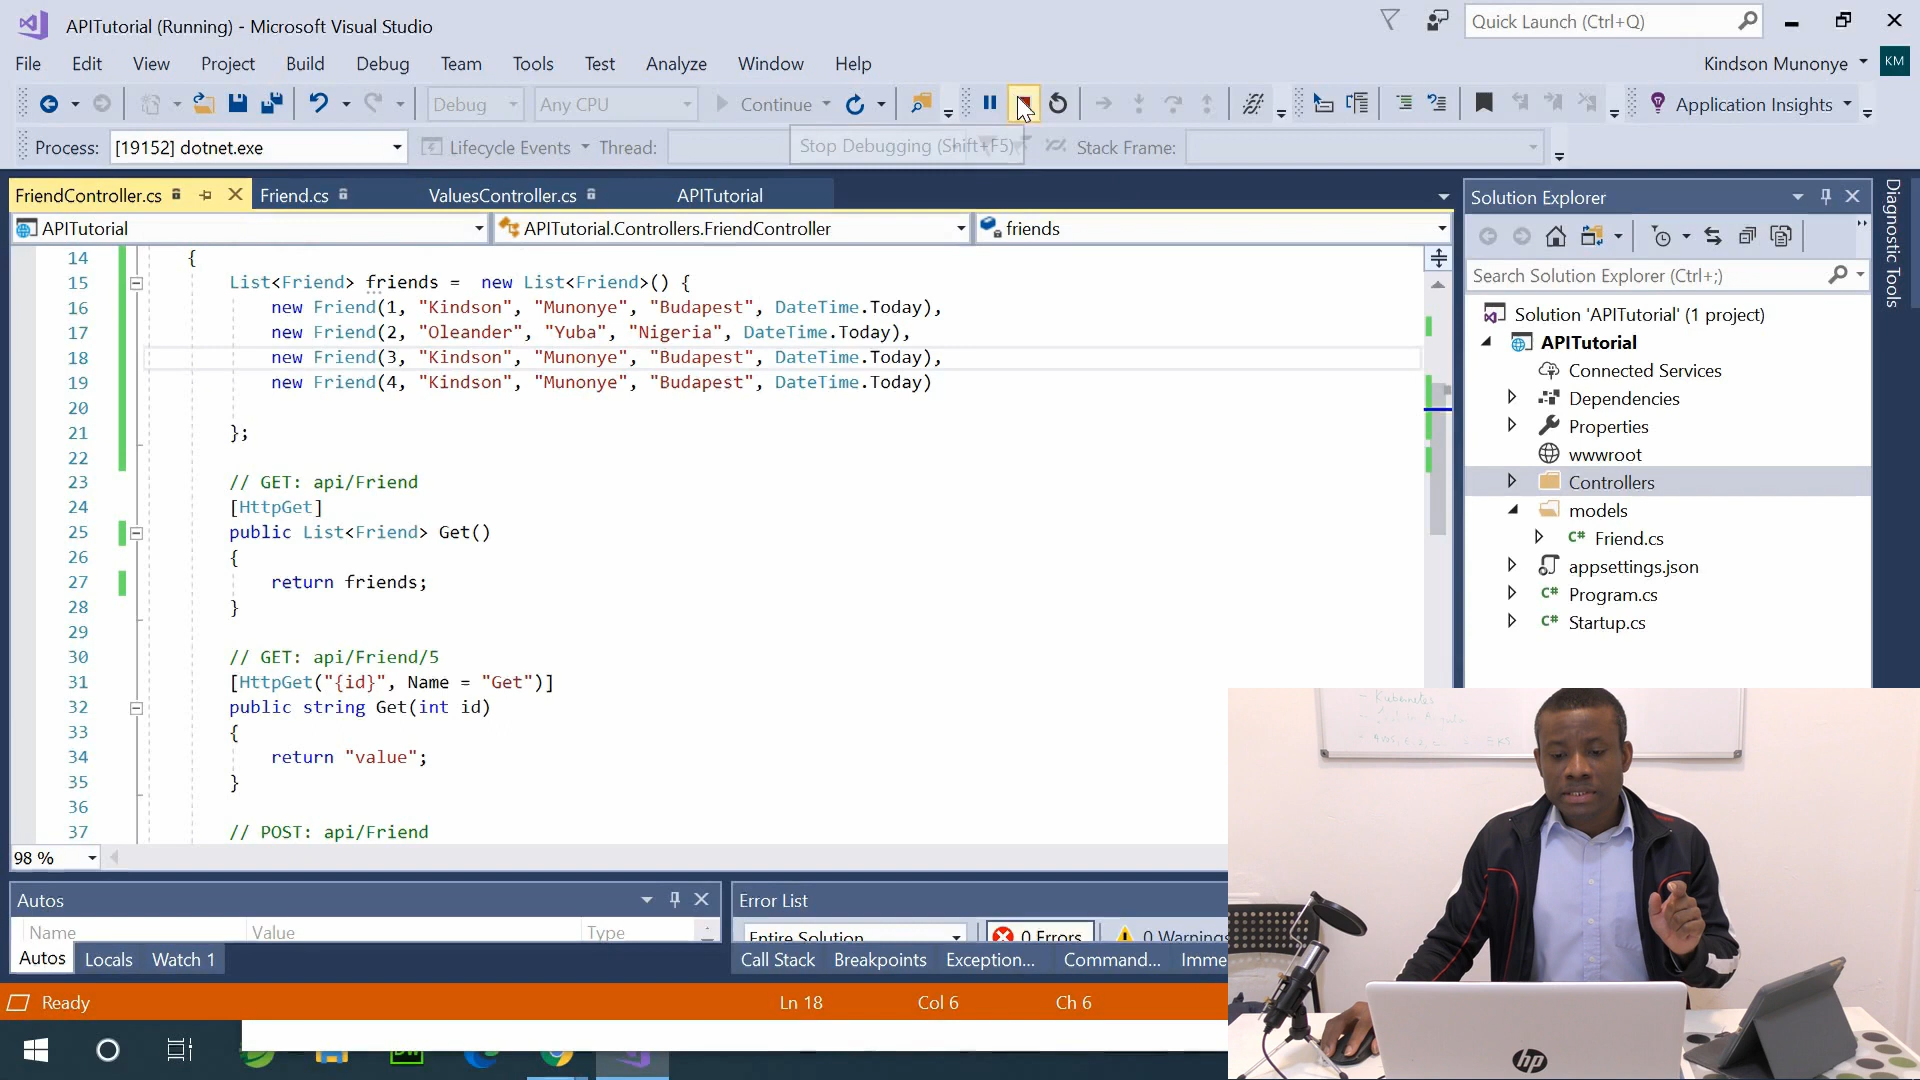 APITutorial (Running) - Microsoft Visual Studio
Quick Launch (Ctrl+Q)
File Edit View Project Build Debug Team Tools Test Analyze Window Help
Kindson Munonye KM
Debug Any CPU Continue Application Insights
Process: [19152] dotnet.exe Lifecycle Events Thread: Stop Debugging (Shift+F5) Stack Frame:
FriendController.cs Friend.cs ValuesController.cs APITutorial
APITutorial APITutorial.Controllers.FriendController friends
14 {
15 List<Friend> friends = new List<Friend>() {
16 new Friend(1, "Kindson", "Munonye", "Budapest", DateTime.Today),
17 new Friend(2, "Oleander", "Yuba", "Nigeria", DateTime.Today),
18 new Friend(3, "Kindson", "Munonye", "Budapest", DateTime.Today),
19 new Friend(4, "Kindson", "Munonye", "Budapest", DateTime.Today)
20
21 };
22
23 // GET: api/Friend
24 [HttpGet]
25 public List<Friend> Get()
26 {
27 return friends;
28 }
29
30 // GET: api/Friend/5
31 [HttpGet("{id}", Name = "Get")]
32 public string Get(int id)
33 {
34 return "value";
35 }
36
37 // POST: api/Friend
98 %
Solution Explorer
Search Solution Explorer (Ctrl+;)
Solution 'APITutorial' (1 project)
APITutorial
Connected Services
Dependencies
Properties
wwwroot
Controllers
models
C# Friend.cs
appsettings.json
C# Program.cs
C# Startup.cs
Diagnostic Tools
Autos
Name Value Type
Autos Locals Watch 1
Error List
Entire Solution 0 Errors 0 Warnings
Call Stack Breakpoints Exception... Command... Imme
Ready Ln 18 Col 6 Ch 6
DW
Kubernetes
hp